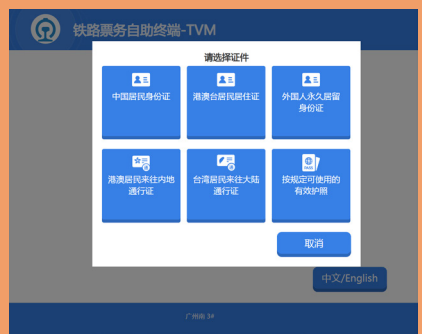 铁路票务自助终端-TVM
请选择证件
中国居民身份证
港澳台居民居住证
外国人永久居留
身份证
港澳居民来往内地
通行证
台湾居民来往大陆
通行证
按规定可使用的
有效护照
取消
中文/English
广州南 3#